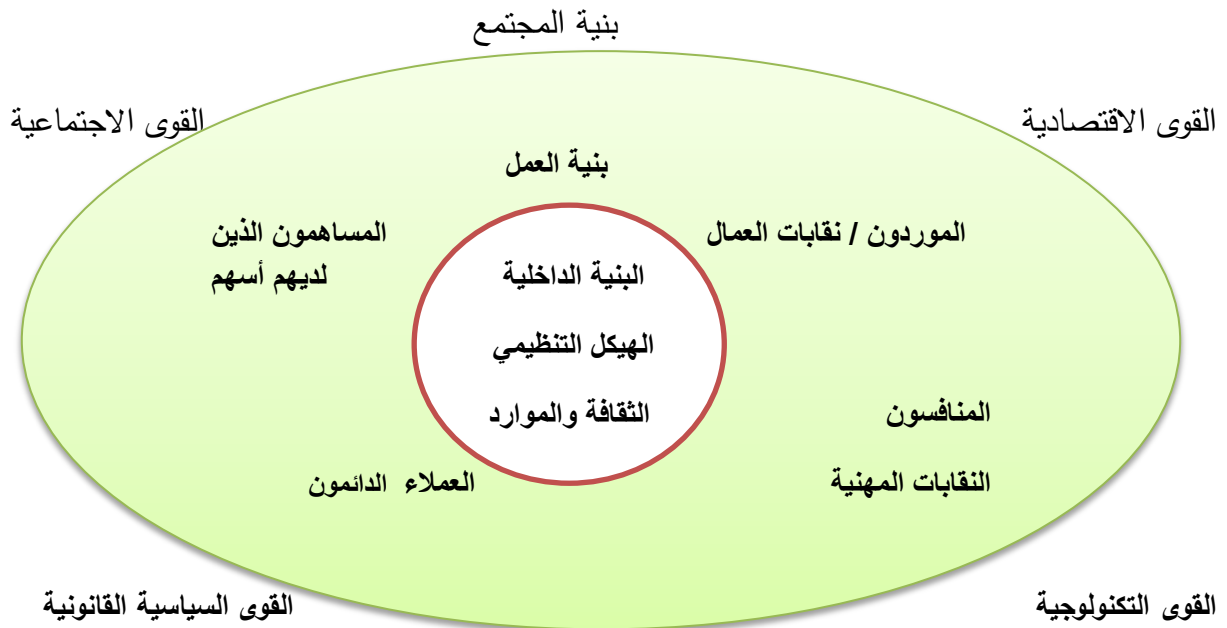 بنية المجتمع
القوى الاقتصادية
القوى الاجتماعية
بنية العمل
الموردون / نقابات العمال
المساهمون الذين
لديهم أسهم
البنية الداخلية
الهيكل التنظيمي
الثقافة والموارد
المنافسون
النقابات المهنية
العملاء الدائمون
القوى التكنولوجية
القوى السياسية القانونية